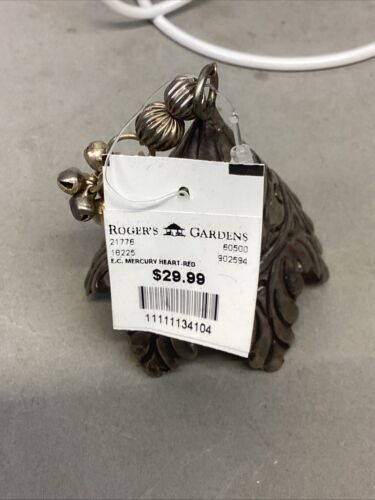 ROGER'S GARDENS
21776 60500
18225 902594
E.C. MERCURY HEART-RED
$29.99
11111134104